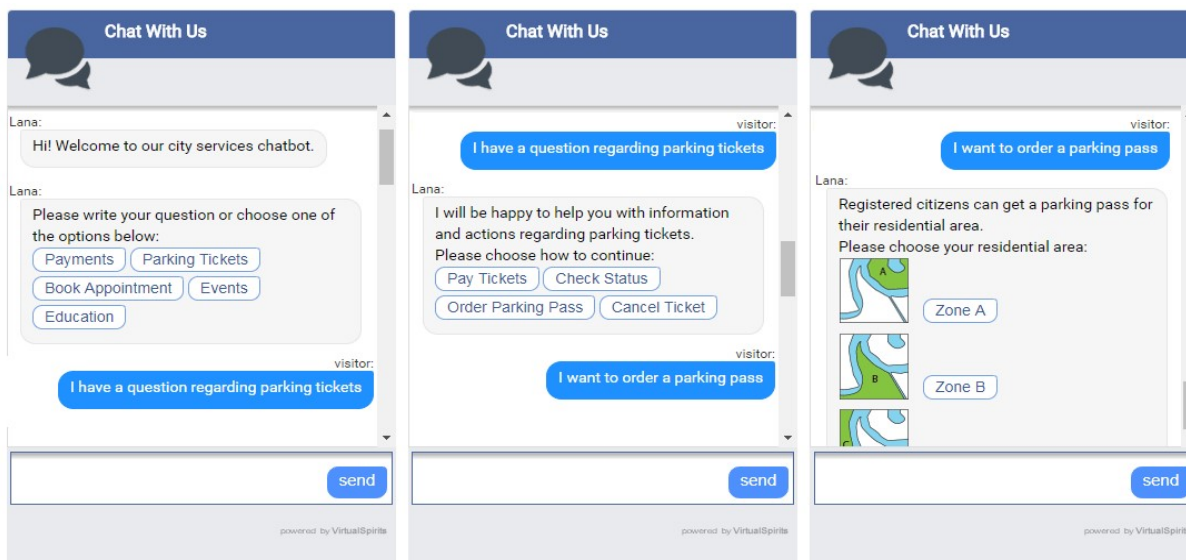 Chat With Us
Lana:
Hi! Welcome to our city services chatbot.
Lana:
Please write your question or choose one of
the options below:
Payments Parking Tickets
Book Appointment Events
Education
visitor:
I have a question regarding parking tickets
send
powered by VirtualSpirits
Chat With Us
visitor:
I have a question regarding parking tickets
Lana:
I will be happy to help you with information
and actions regarding parking tickets.
Please choose how to continue:
Pay Tickets Check Status
Order Parking Pass Cancel Ticket
visitor:
I want to order a parking pass
send
powered by VirtualSpirits
Chat With Us
visitor:
I want to order a parking pass
Lana:
Registered citizens can get a parking pass for
their residential area.
Please choose your residential area:
A
Zone A
B
Zone B
C
send
powered by VirtualSpirits